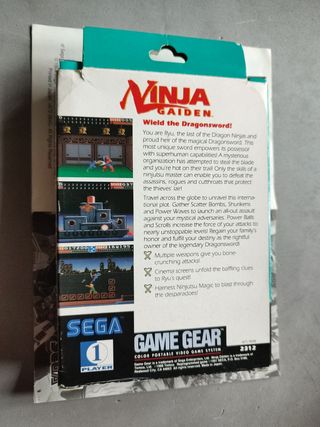 NINJA
GAIDEN
Wield the Dragonsword!
You are Ryu, the last of the Dragon Ninjas and
proud heir of the magical Dragonsword. This
most unique sword empowers its possessor
with superhuman capabilities! A mysterious
organization has attempted to steal the blade
and you're hot on their trail! Only the skills of a
ninjutsu master can enable you to defeat the
assassins, rogues and cutthroats that protect
the thieves' lair!
Travel across the globe to unravel this interna-
tional plot. Gather Scatter Bombs, Shurikens
and Power Waves to launch an all-out assault
against your mystical adversaries. Power Balls
and Scrolls increase the force of your attacks to
nearly unreachable levels! Regain your family's
honor and fulfill your destiny as the rightful
owner of the legendary Dragonsword!
Multiple weapons give you bone
crunching attacks!
Cinema screens unfold the baffling clues
to Ryu's quest!
Harness Ninjutsu Magic to blast through
the desparados!
SEGA
1
PLAYER
GAME GEAR
COLOR PORTABLE VIDEO GAME SYSTEM
2312